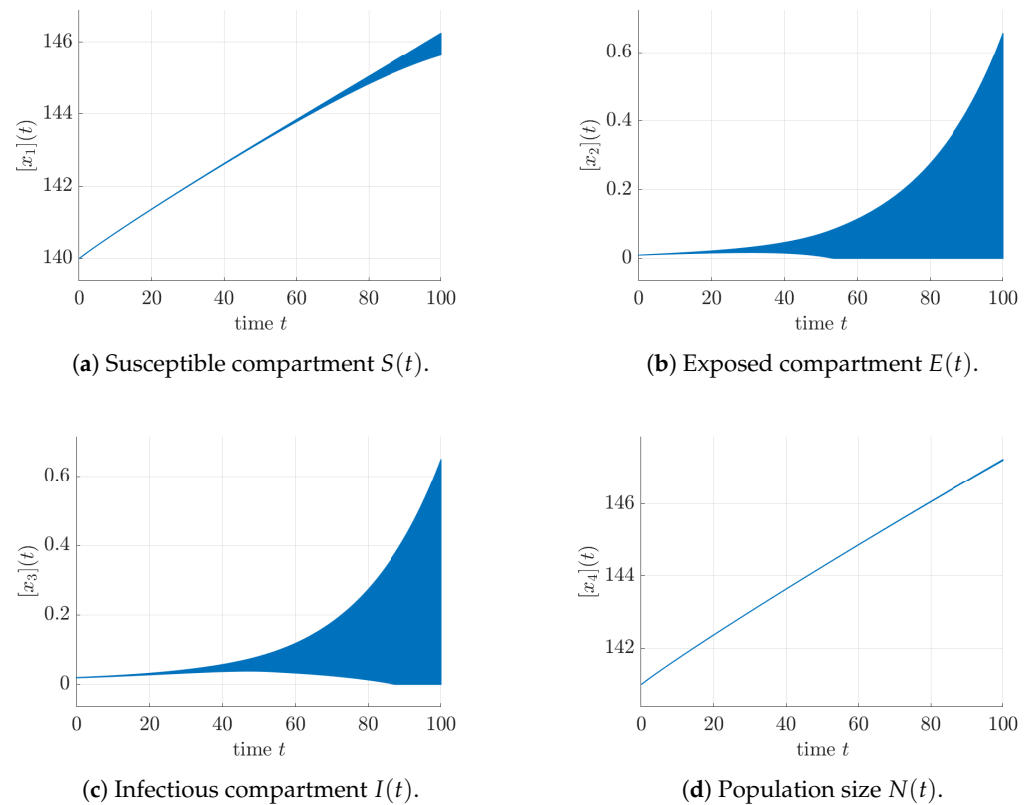 146
144
142
140
[x₁](t)
0 20 40 60 80 100
time t
(a) Susceptible compartment S(t).
0.6
0.4
0.2
0
[x₂](t)
0 20 40 60 80 100
time t
(b) Exposed compartment E(t).
0.6
0.4
0.2
0
[x₃](t)
0 20 40 60 80 100
time t
(c) Infectious compartment I(t).
146
144
142
[x₄](t)
0 20 40 60 80 100
time t
(d) Population size N(t).